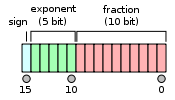 exponent fraction
sign (5 bit) (10 bit)
15 10 0